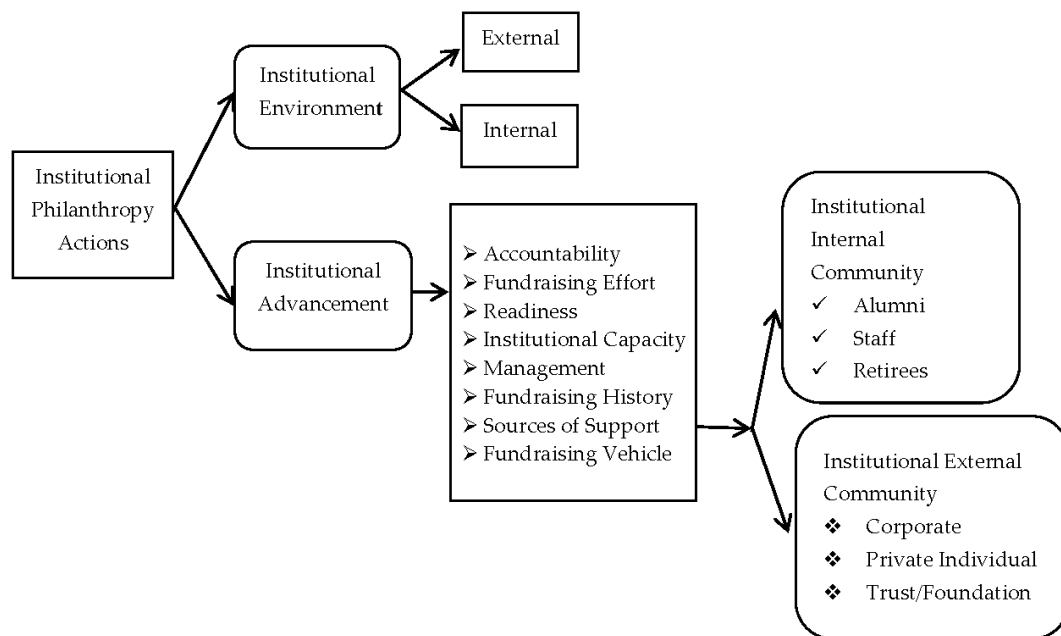 External
Institutional
Environment
Internal
Institutional
Philanthropy
Actions
Institutional
Advancement
➢ Accountability
➢ Fundraising Effort
➢ Readiness
➢ Institutional Capacity
➢ Management
➢ Fundraising History
➢ Sources of Support
➢ Fundraising Vehicle
Institutional
Internal
Community
✓ Alumni
✓ Staff
✓ Retirees
Institutional External
Community
❖ Corporate
❖ Private Individual
❖ Trust/Foundation